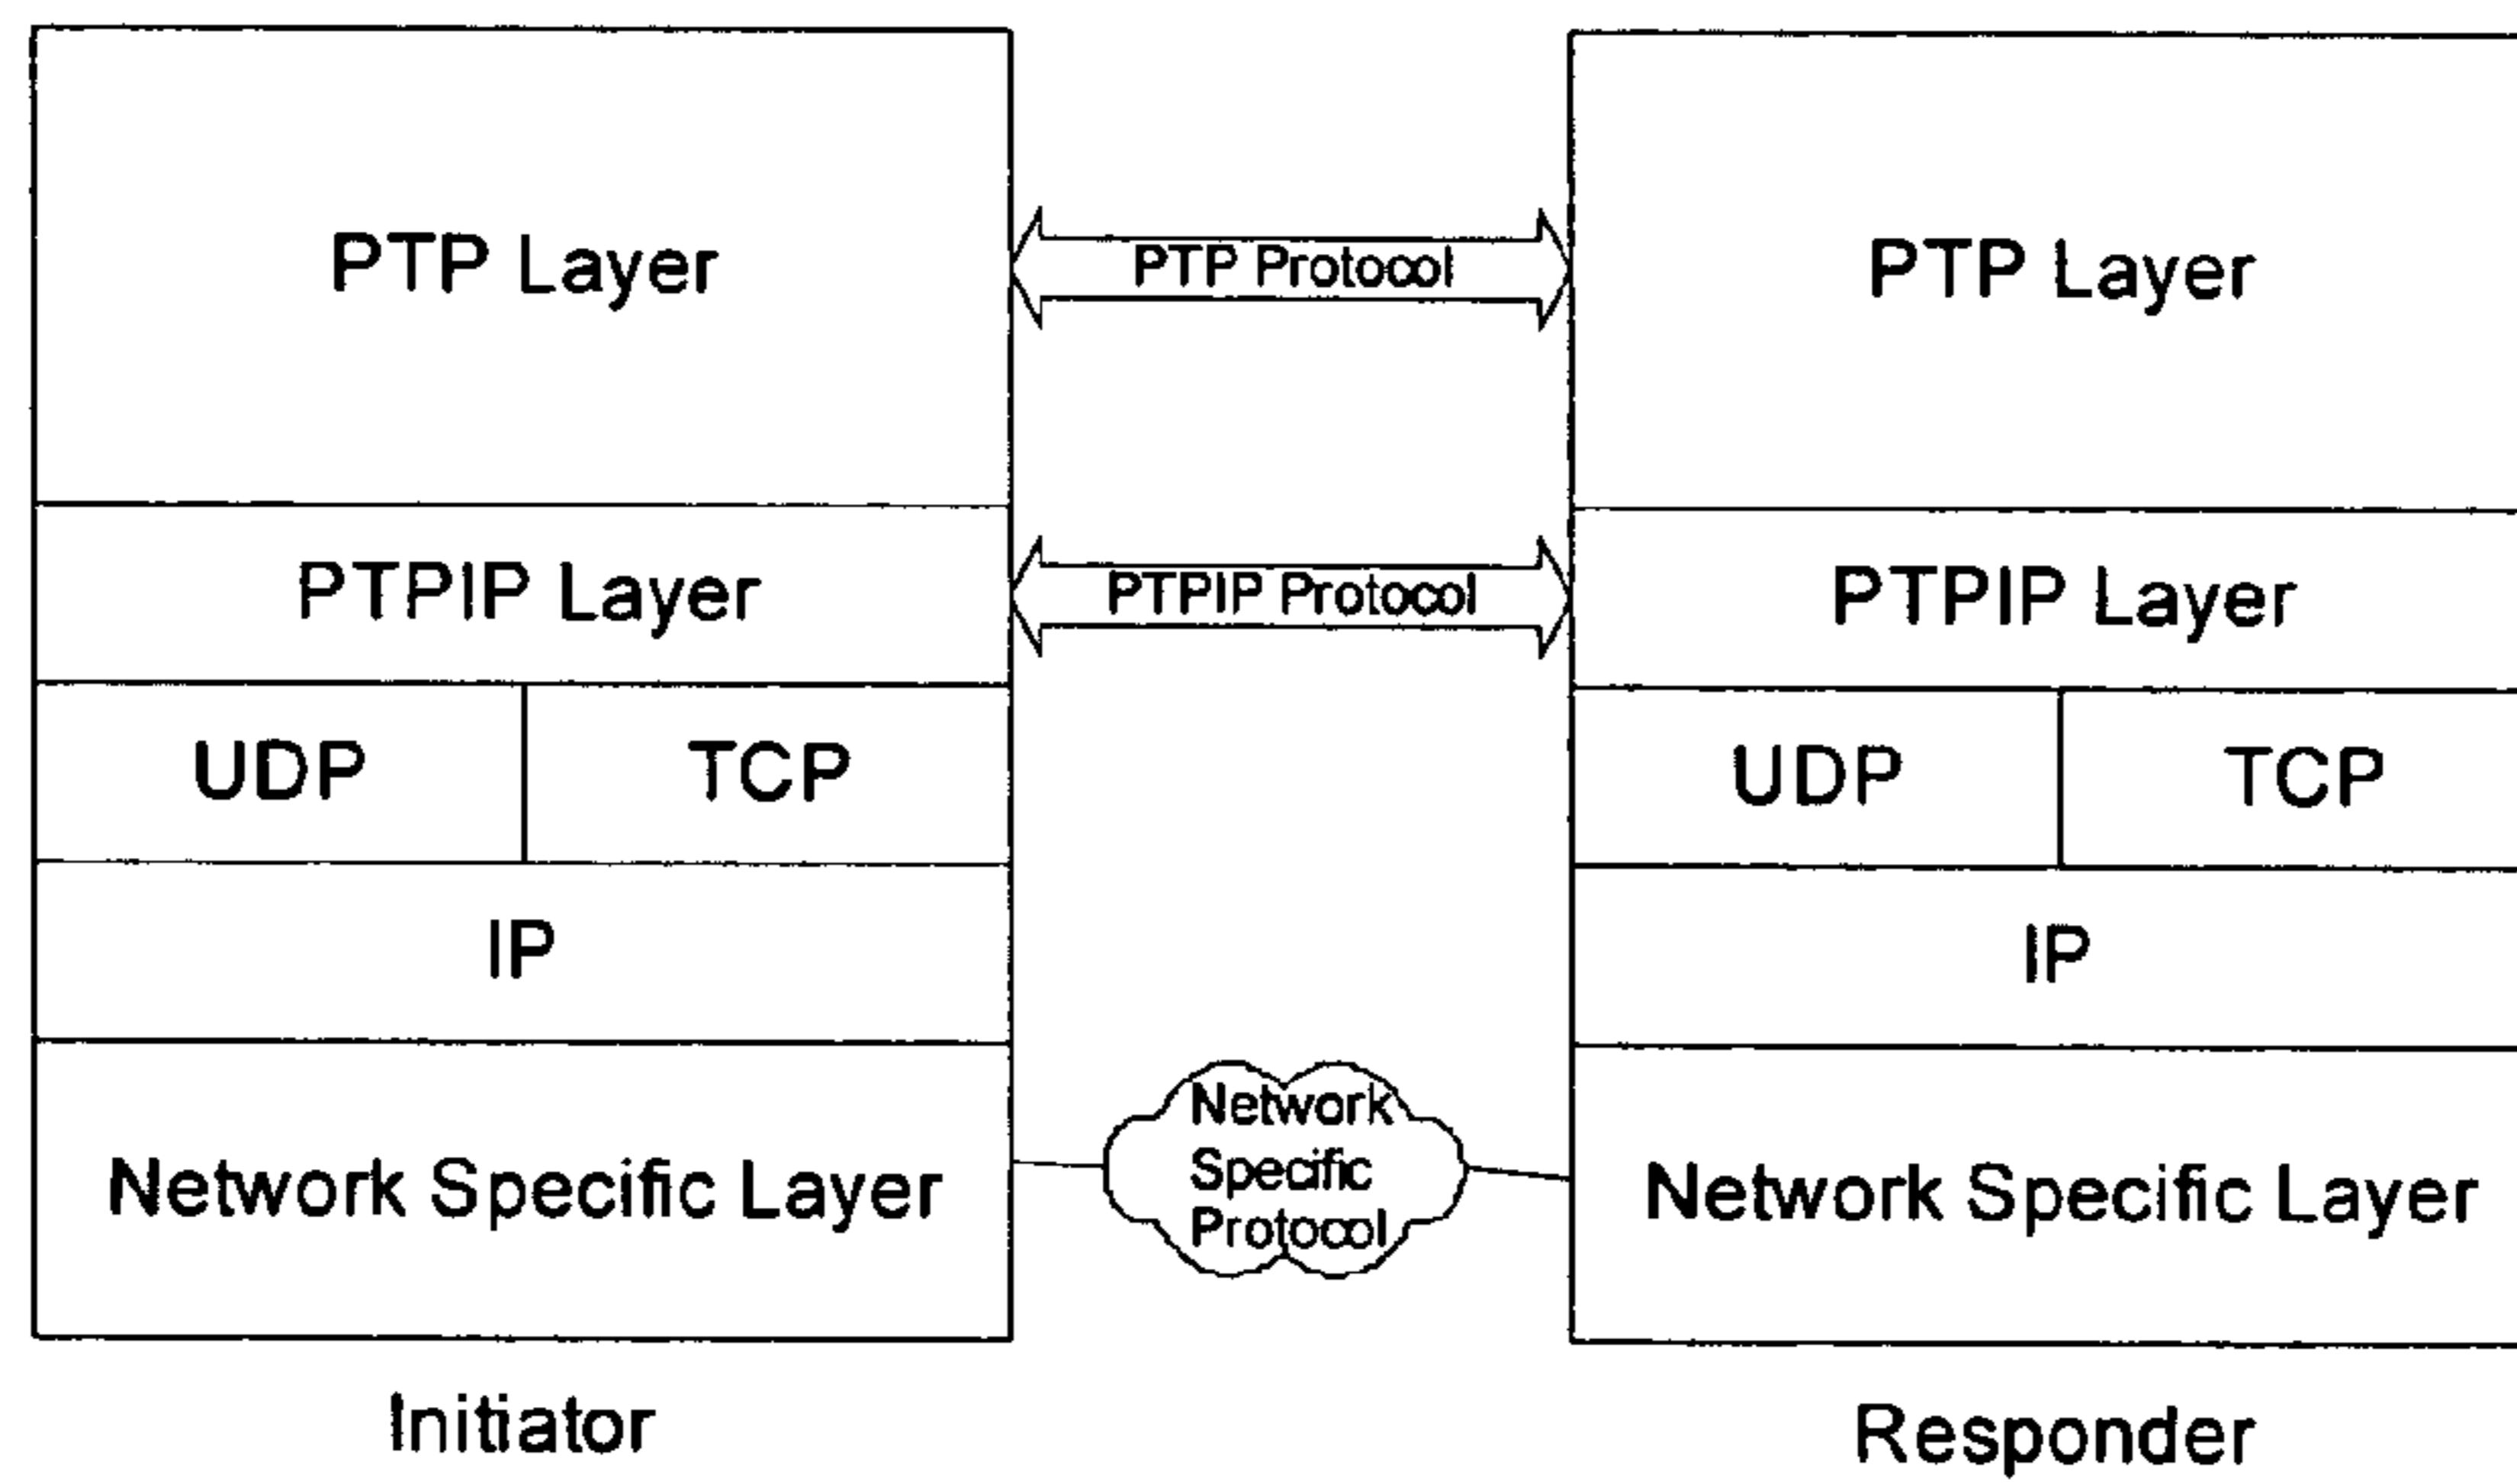 PTP Layer
PTP Protocol
PTP Layer
PTPIP Layer
PTPIP Protocol
PTPIP Layer
UDP
TCP
UDP
TCP
IP
IP
Network Specific Layer
Network
Specific
Protocol
Network Specific Layer
Initiator
Responder